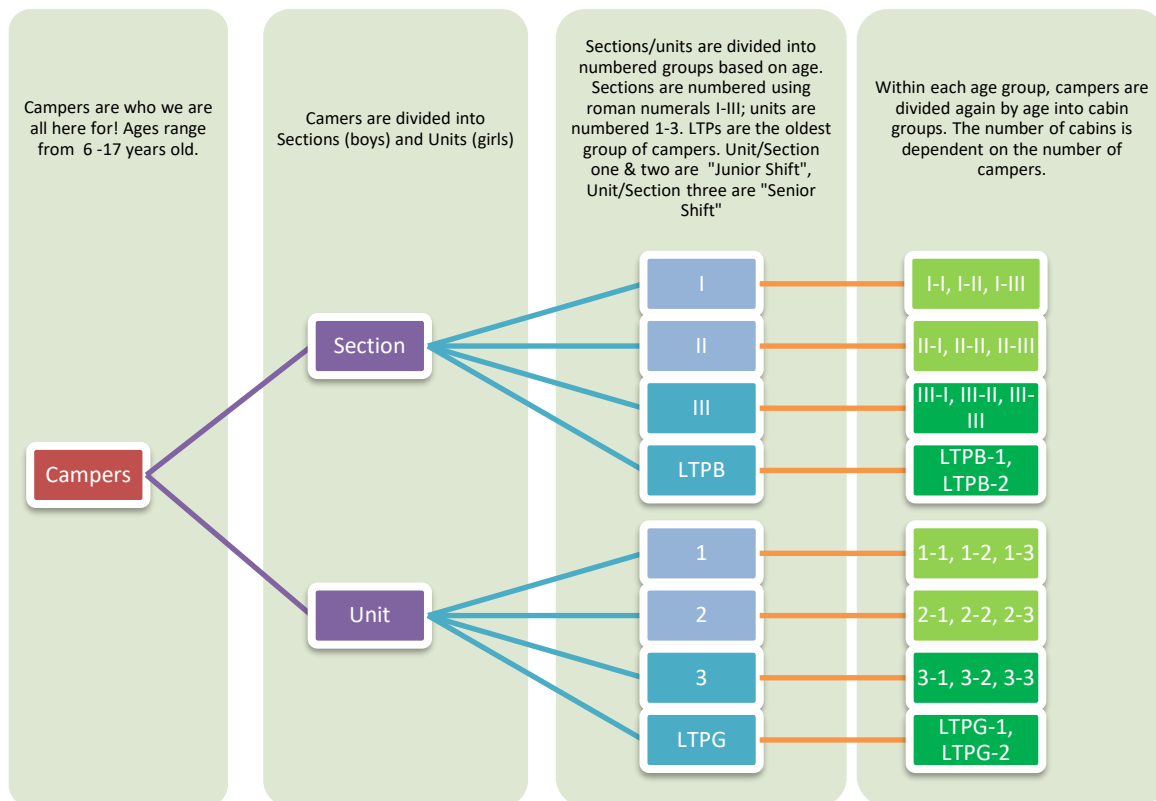 Campers are who we are
all here for! Ages range
from 6 -17 years old.
Camers are divided into
Sections (boys) and Units (girls)
Sections/units are divided into
numbered groups based on age.
Sections are numbered using
roman numerals I-III; units are
numbered 1-3. LTPs are the oldest
group of campers. Unit/Section
one & two are "Junior Shift",
Unit/Section three are "Senior
Shift"
Within each age group, campers are
divided again by age into cabin
groups. The number of cabins is
dependent on the number of
campers.
Campers
Section
I
I-I, I-II, I-III
II
II-I, II-II, II-III
III
III-I, III-II, III-
III
LTPB
LTPB-1,
LTPB-2
Unit
1
1-1, 1-2, 1-3
2
2-1, 2-2, 2-3
3
3-1, 3-2, 3-3
LTPG
LTPG-1,
LTPG-2